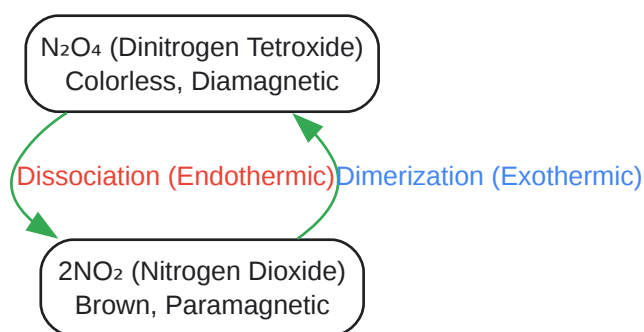 N₂O₄ (Dinitrogen Tetroxide)
Colorless, Diamagnetic
Dissociation (Endothermic)
Dimerization (Exothermic)
2NO₂ (Nitrogen Dioxide)
Brown, Paramagnetic